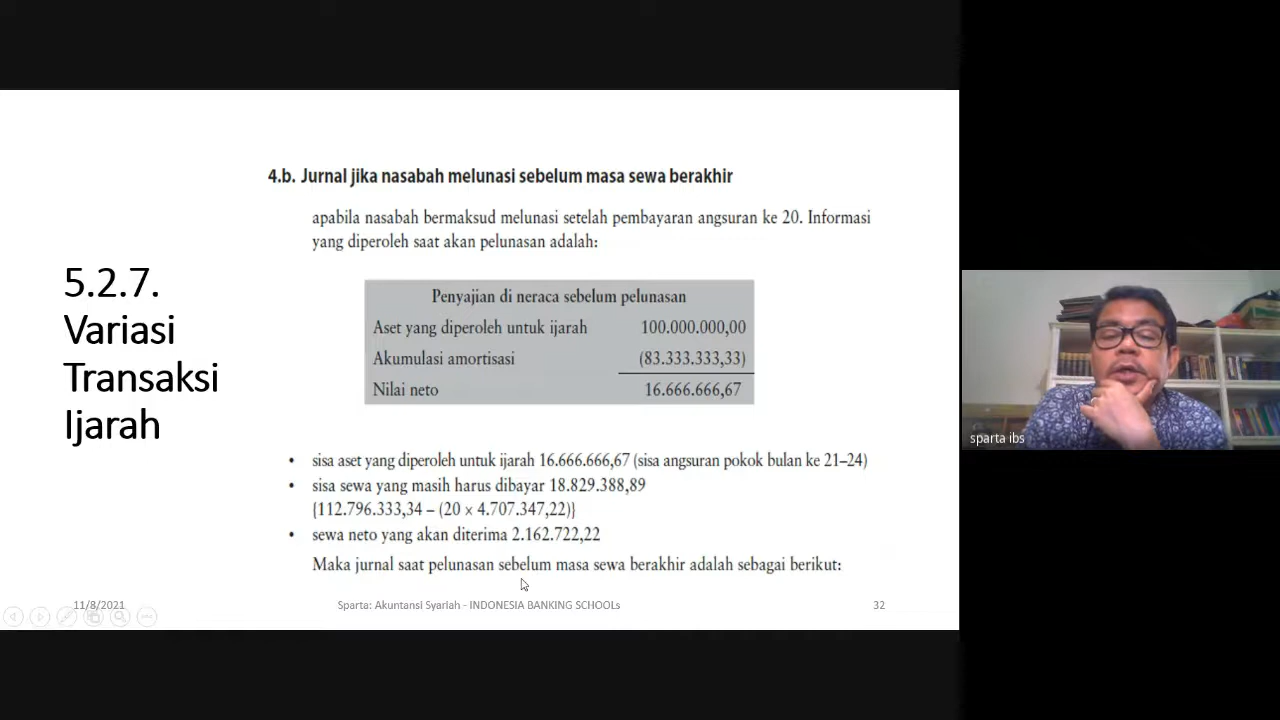 4.b. Jurnal jika nasabah melunasi sebelum masa sewa berakhir
apabila nasabah bermaksud melunasi setelah pembayaran angsuran ke 20. Informasi
yang diperoleh saat akan pelunasan adalah:
5.2.7.
Variasi
Transaksi
Ijarah
Penyajian di neraca sebelum pelunasan
Aset yang diperoleh untuk ijarah 100.000.000,00
Akumulasi amortisasi (83.333.333,33)
Nilai neto 16.666.666,67
• sisa aset yang diperoleh untuk ijarah 16.666.666,67 (sisa angsuran pokok bulan ke 21–24)
• sisa sewa yang masih harus dibayar 18.829.388,89
{112.796.333,34 – (20 × 4.707.347,22)}
• sewa neto yang akan diterima 2.162.722,22
Maka jurnal saat pelunasan sebelum masa sewa berakhir adalah sebagai berikut:
11/8/2021 Sparta: Akuntansi Syariah - INDONESIA BANKING SCHOOLs 32
sparta ibs